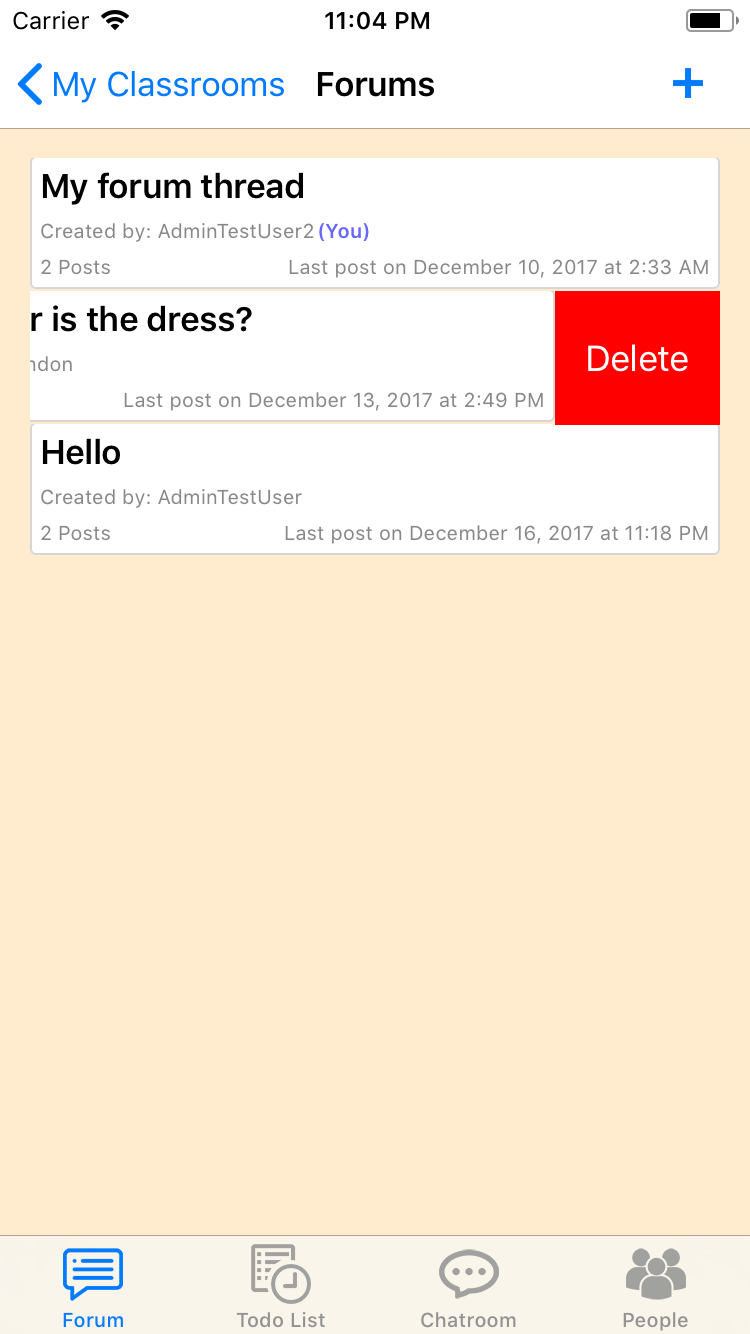 Carrier 11:04 PM
My Classrooms Forums +
My forum thread
Created by: AdminTestUser2 (You)
2 Posts Last post on December 10, 2017 at 2:33 AM
r is the dress?
ndon
Last post on December 13, 2017 at 2:49 PM
Delete
Hello
Created by: AdminTestUser
2 Posts Last post on December 16, 2017 at 11:18 PM
Forum Todo List Chatroom People